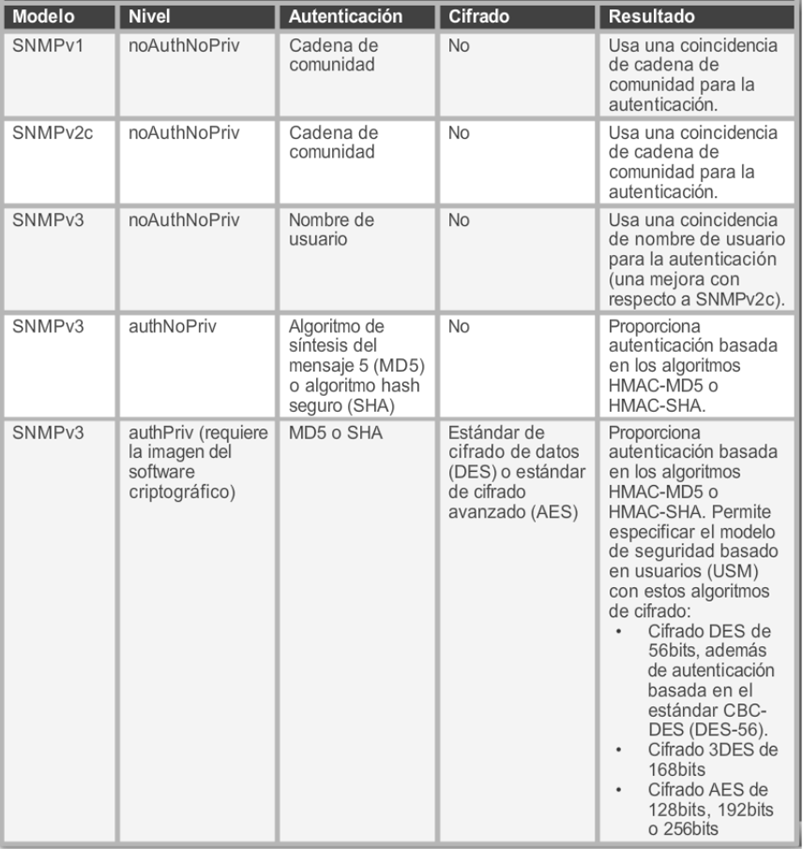 Modelo Nivel Autenticación Cifrado Resultado
SNMPv1 noAuthNoPriv Cadena de comunidad No Usa una coincidencia
de cadena de
comunidad para la
autenticación.
SNMPv2c noAuthNoPriv Cadena de comunidad No Usa una coincidencia
de cadena de
comunidad para la
autenticación.
SNMPv3 noAuthNoPriv Nombre de usuario No Usa una coincidencia
de nombre de usuario
para la autenticación
(una mejora con
respecto a SNMPv2c).
SNMPv3
authNoPriv
Algoritmo de
síntesis del
mensaje 5 (MD5)
o algoritmo hash
seguro (SHA)
No
Proporciona
autenticación basada
en los algoritmos
HMAC-MD5 o
HMAC-SHA.
SNMPv3
authPriv (requiere
la imagen del
software
criptográfico)
MD5 o SHA
Estándar de
cifrado de datos
(DES) o estándar
de cifrado
avanzado (AES)
Proporciona
autenticación basada
en los algoritmos
HMAC-MD5 o
HMAC-SHA. Permite
especificar el modelo
de seguridad basado
en usuarios (USM)
con estos algoritmos
de cifrado:
• Cifrado DES de
56bits, además
de autenticación
basada en el
estándar CBC-
DES (DES-56).
• Cifrado 3DES de
168bits
• Cifrado AES de
128bits, 192bits
o 256bits